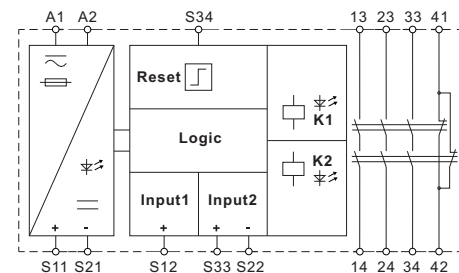 A1 A2 S34 13 23 33 41
Reset
K1
Logic
K2
Input1 Input2
+ - + + -
S11 S21 S12 S33 S22 14 24 34 42